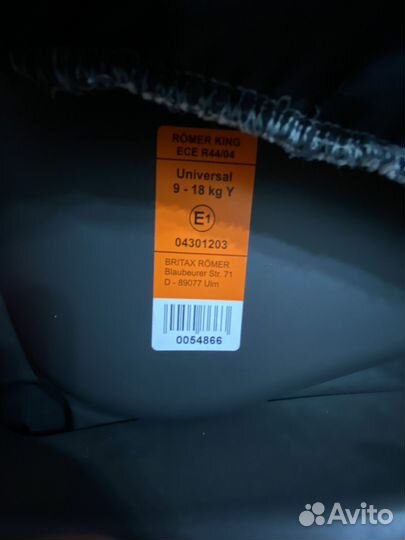 RÖMER KING
ECE R44/04
Universal
9 - 18 kg Y
E1
04301203
BRITAX RÖMER
Blaubeurer Str. 71
D - 89077 Ulm
0054866
Avito